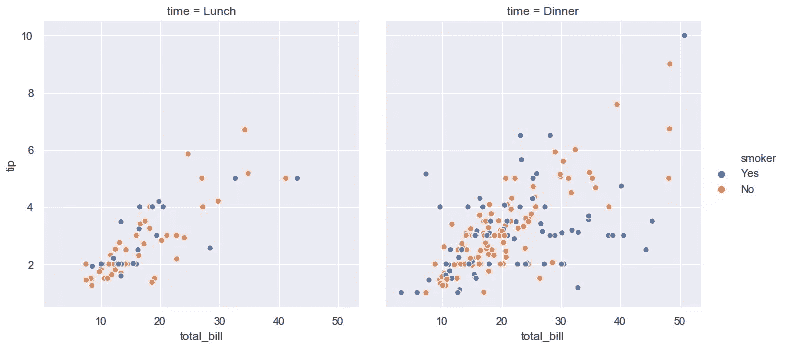 time = Lunch
time = Dinner
10
8
6
4
2
tip
10
20
30
40
50
total_bill
10
20
30
40
50
total_bill
smoker
Yes
No